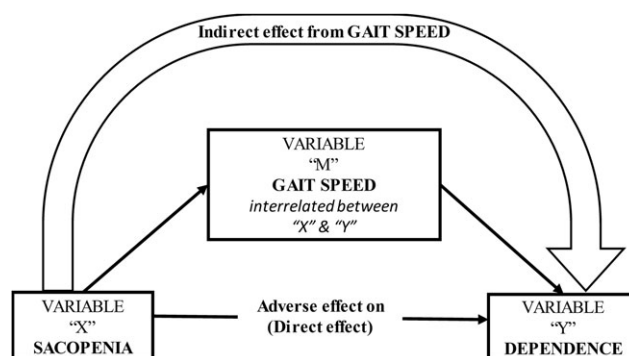 Indirect effect from GAIT SPEED
VARIABLE
“M”
GAIT SPEED
interrelated between
“X” & “Y”
VARIABLE
“X”
SACOPENIA
Adverse effect on
(Direct effect)
VARIABLE
“Y”
DEPENDENCE